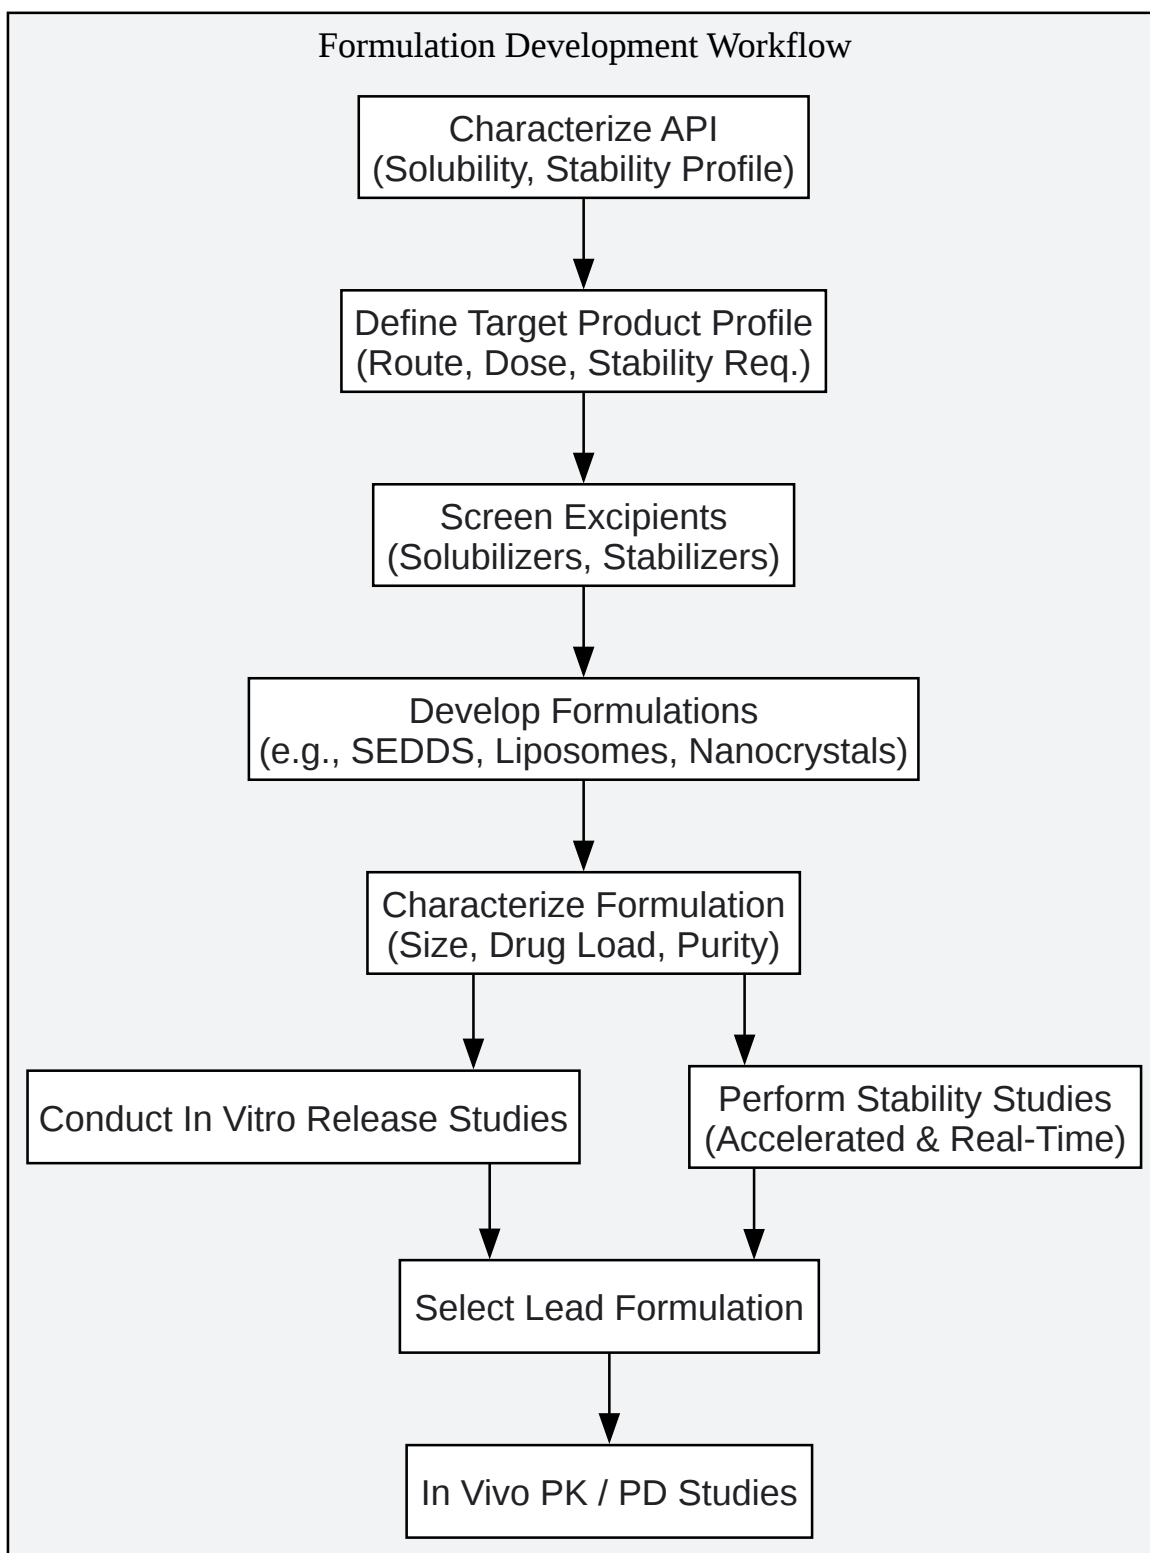 Formulation Development Workflow
Characterize API
(Solubility, Stability Profile)
Define Target Product Profile
(Route, Dose, Stability Req.)
Screen Excipients
(Solubilizers, Stabilizers)
Develop Formulations
(e.g., SEDDS, Liposomes, Nanocrystals)
Characterize Formulation
(Size, Drug Load, Purity)
Conduct In Vitro Release Studies
Perform Stability Studies
(Accelerated & Real-Time)
Select Lead Formulation
In Vivo PK / PD Studies